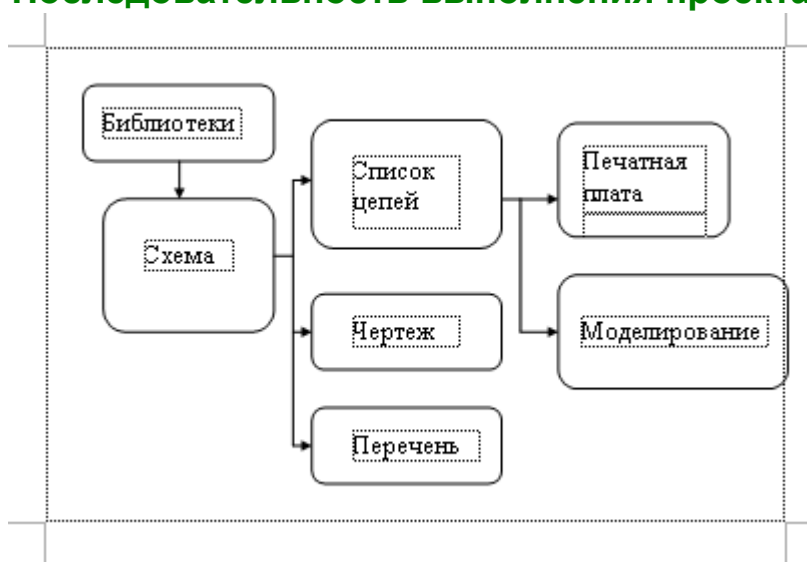 Последовательность выполнения проекта
Библиотеки
Схема
Список
цепей
Чертеж
Перечень
Печатная
плата
Моделирование